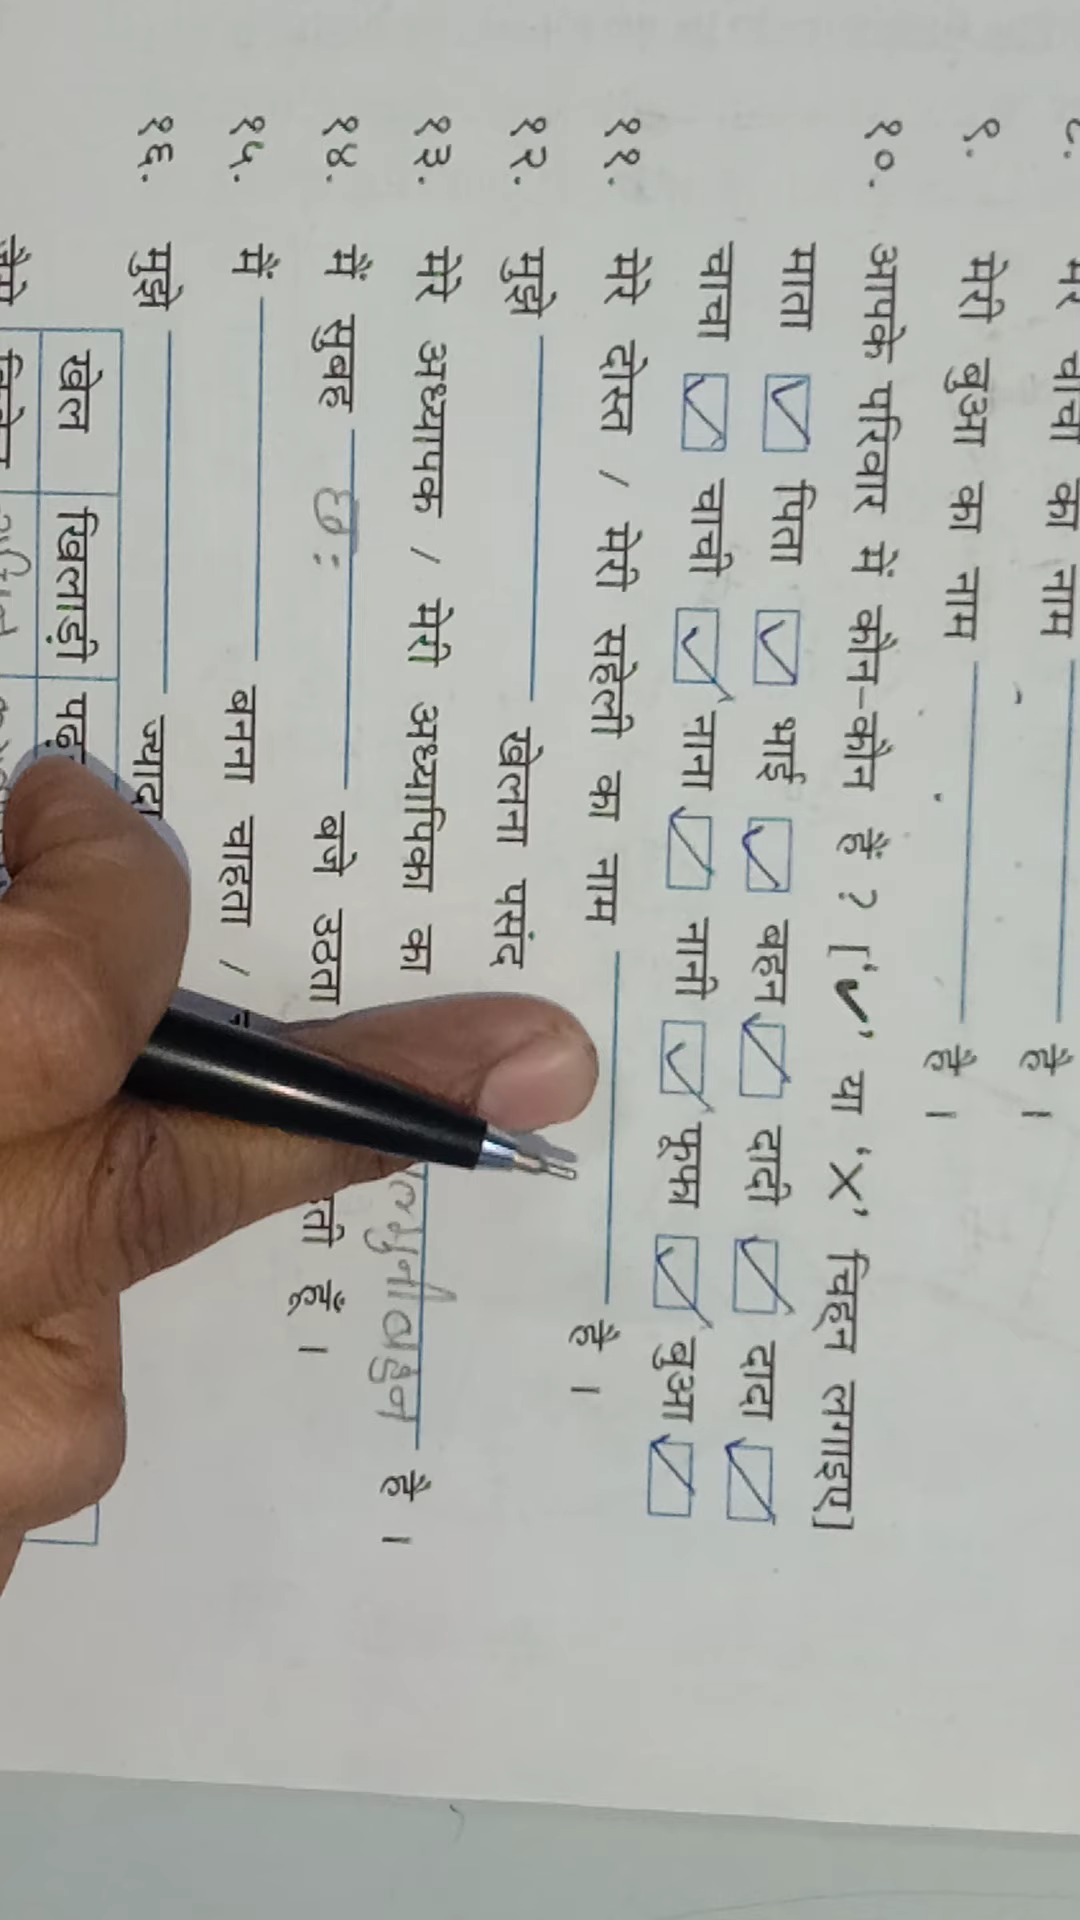 ८. मेरे चाचा का नाम है ।
९. मेरी बुआ का नाम है ।
१०. आपके परिवार में कौन-कौन हैं ? ['✓' या '✕' चिह्न लगाइए]
माता ✓ पिता ✓ भाई ✓ बहन ✓ दादी ✓ दादा ✓
चाचा ✓ चाची ✓ नाना ✓ नानी ✓ फूफा ✓ बुआ ✓
११. मेरे दोस्त / मेरी सहेली का नाम है ।
१२. मुझे खेलना पसंद
१३. मेरे अध्यापक / मेरी अध्यापिका का है ।
१४. मैं सुबह छः बजे उठता हूँ ।
१५. मैं बनना चाहता /
१६. मुझे ज्यादा
खेल खिलाड़ी